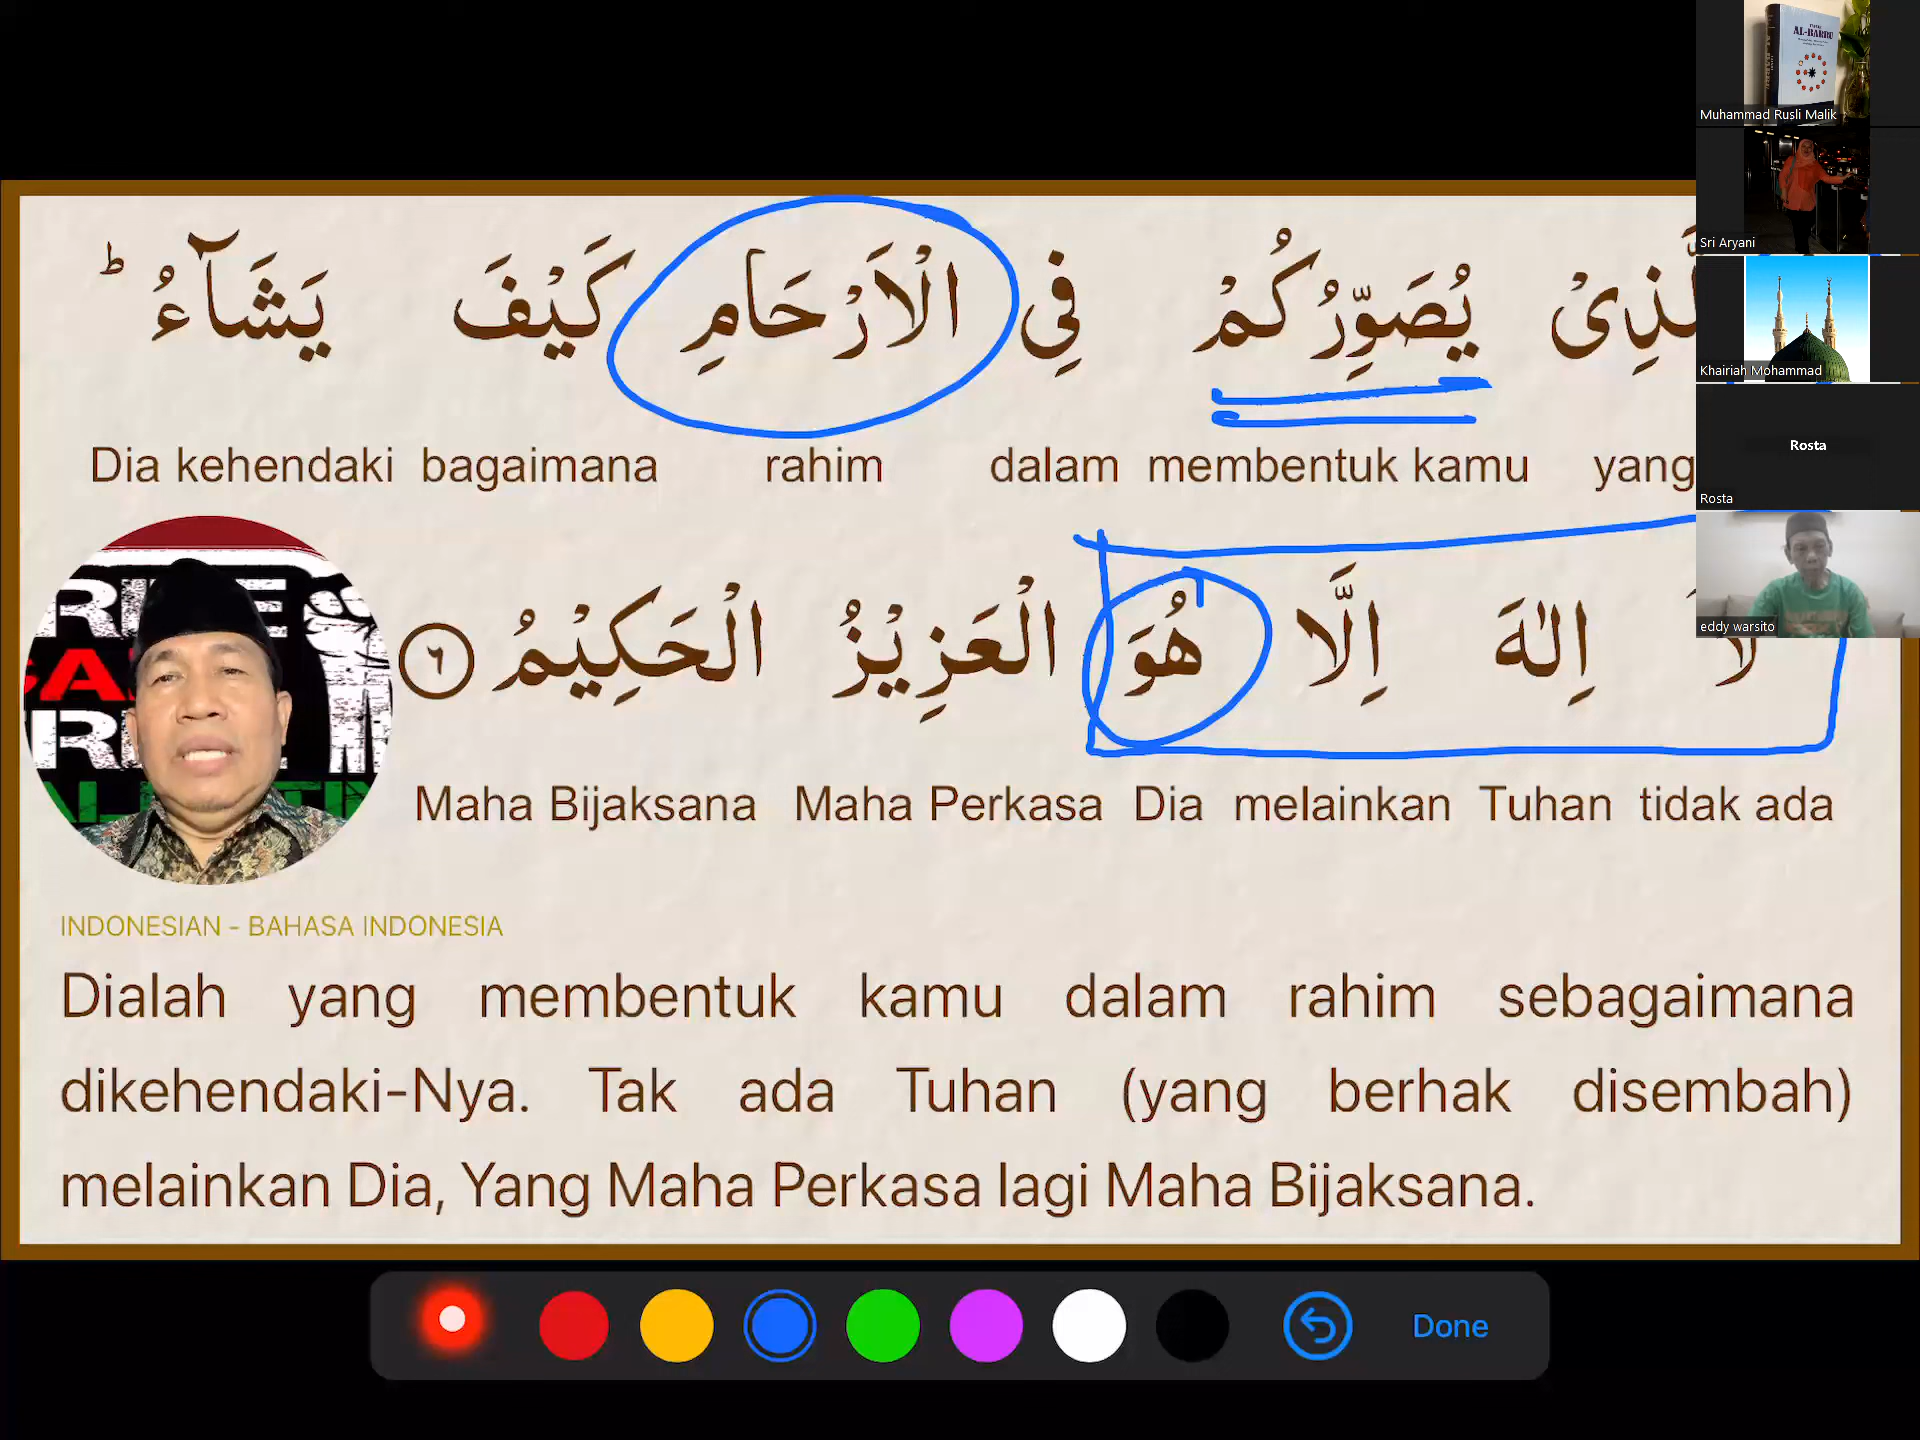 لَّذِيْ يُصَوِّرُكُمْ فِى الْاَرْحَامِ كَيْفَ يَشَاۤءُ ۗ
Dia kehendaki bagaimana rahim dalam membentuk kamu yang
لَآ اِلٰهَ اِلَّا هُوَ الْعَزِيْزُ الْحَكِيْمُ ٦
Maha Bijaksana Maha Perkasa Dia melainkan Tuhan tidak ada
INDONESIAN - BAHASA INDONESIA
Dialah yang membentuk kamu dalam rahim sebagaimana
dikehendaki-Nya. Tak ada Tuhan (yang berhak disembah)
melainkan Dia, Yang Maha Perkasa lagi Maha Bijaksana.
Done
AL-BARRU
Muhammad Rusli Malik
Sri Aryani
Khairiah Mohammad
Rosta
Rosta
eddy warsito